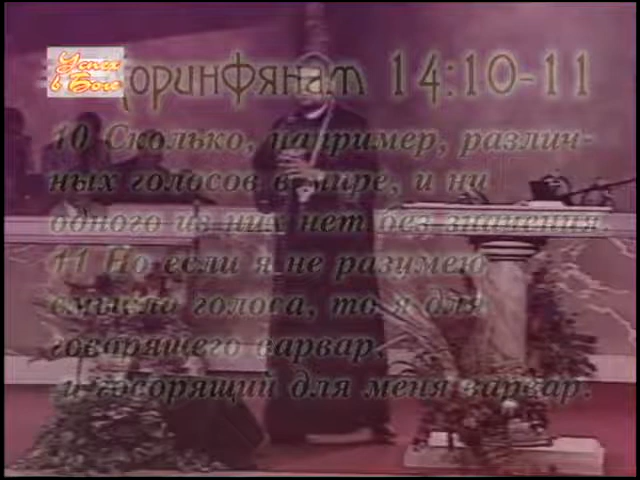 Успех
в Боге
Коринфянам 14:10-11
10 Сколько, например, различ-
ных голосов в мире, и ни
одного из них нет без значения.
11 Но если я не разумею
смысла голоса, то я для
говорящего варвар,
и говорящий для меня варвар.